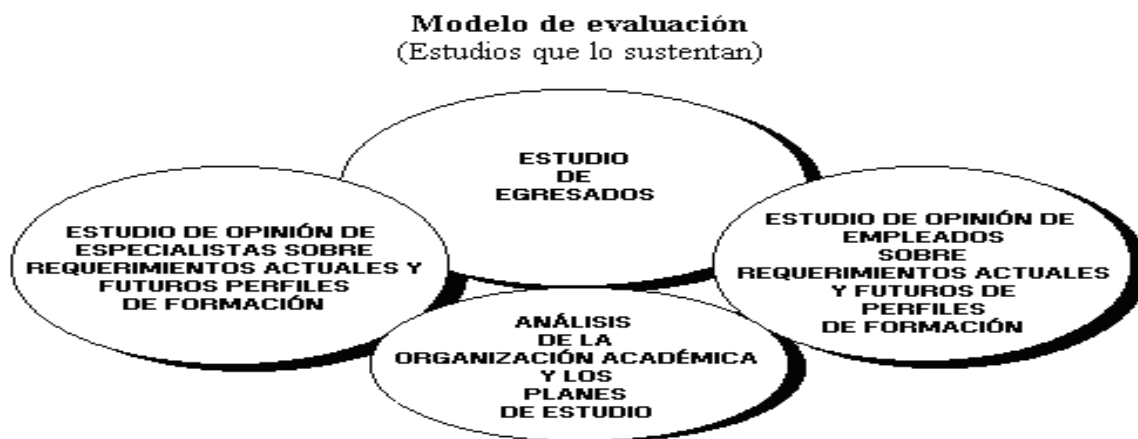 Modelo de evaluación
(Estudios que lo sustentan)
ESTUDIO
DE
EGRESADOS
ESTUDIO DE OPINIÓN DE
ESPECIALISTAS SOBRE
REQUERIMIENTOS ACTUALES Y
FUTUROS PERFILES
DE FORMACIÓN
ESTUDIO DE OPINIÓN DE
EMPLEADOS
SOBRE
REQUERIMIENTOS ACTUALES
Y FUTUROS DE
PERFILES
DE FORMACIÓN
ANÁLISIS
DE LA
ORGANIZACIÓN ACADÉMICA
Y LOS
PLANES
DE ESTUDIO